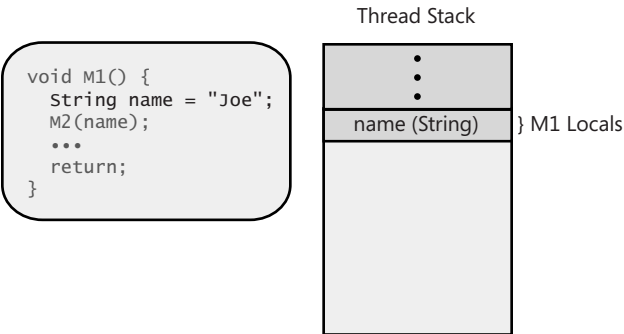 Thread Stack
void M1() {
String name = "Joe";
M2(name);
•••
return;
}
name (String)
} M1 Locals